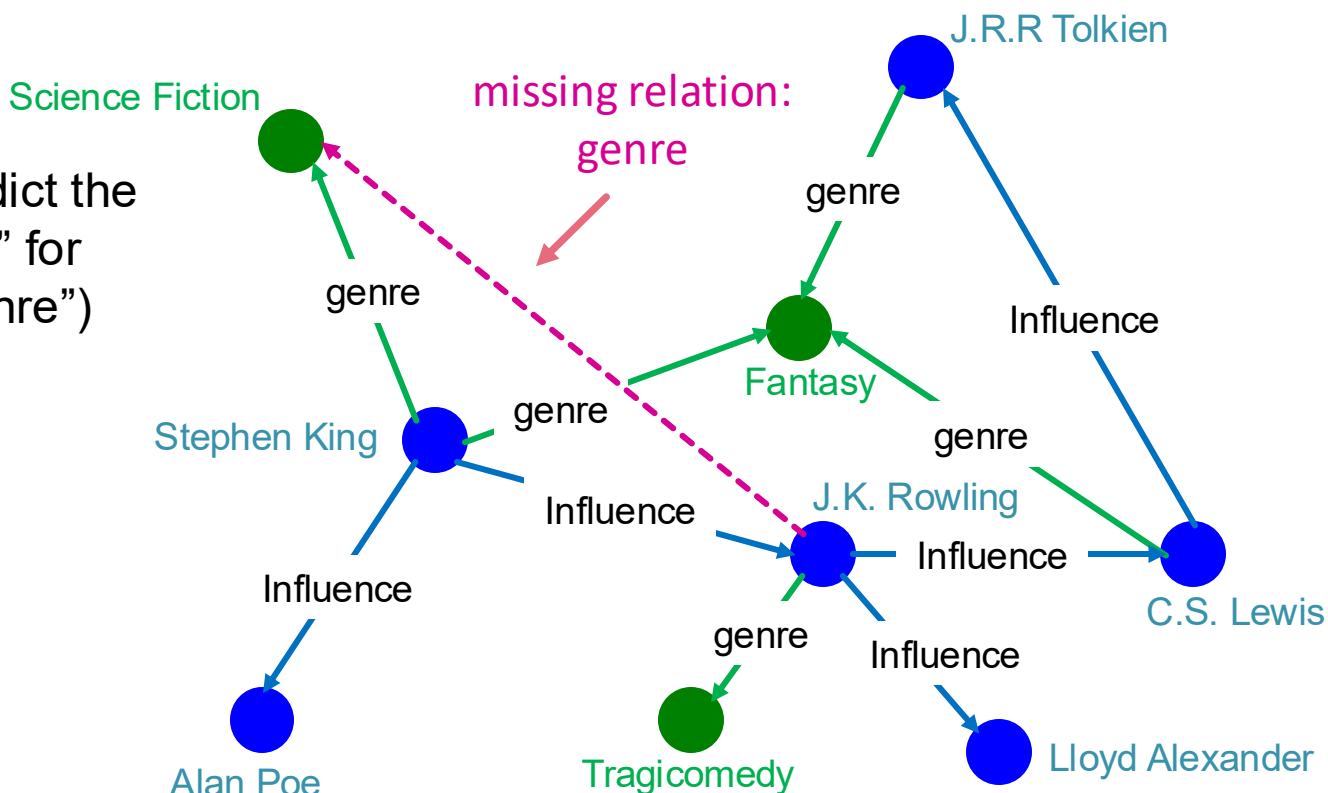 J.R.R Tolkien
Science Fiction
missing relation:
genre
dict the
genre
” for
genre
nre”)
Influence
Fantasy
genre
Stephen King
genre
J.K. Rowling
Influence
Influence
Influence
C.S. Lewis
genre
Influence
Lloyd Alexander
Tragicomedy
Alan Poe